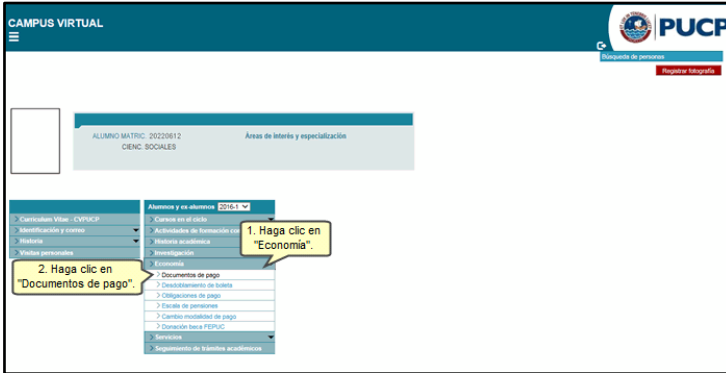 CAMPUS VIRTUAL
PUCP
Búsqueda de personas
Registrar fotografía
ALUMNO MATRIC. 20220612
Áreas de interés y especialización
CIENC. SOCIALES
Alumnos y ex-alumnos 2016-1
> Curriculum Vitae - CVPUCP
> Cursos en el ciclo
> Identificación y correo
> Actividades de formación
> Historia
> Historia académica
> Visitas personales
> Investigación
> Economía
1. Haga clic en
"Economía".
2. Haga clic en
"Documentos de pago".
> Documentos de pago
> Desdoblamiento de boleta
> Obligaciones de pago
> Escala de pensiones
> Cambio modalidad de pago
> Donación beca FEPUC
> Servicios
> Seguimiento de trámites académicos